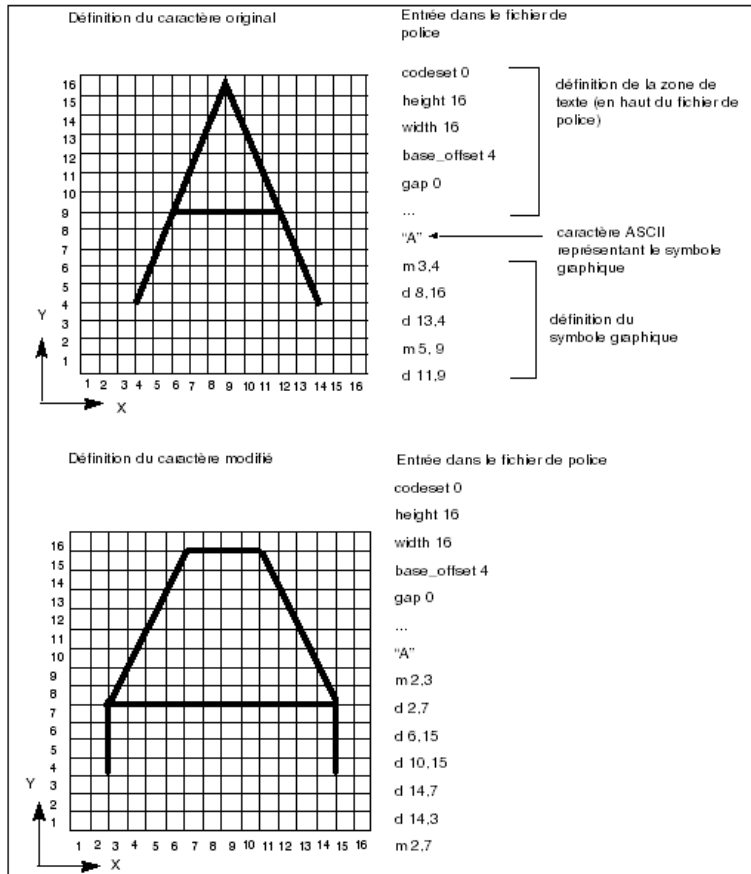 Définition du caractère original
Entrée dans le fichier de
police
codeset 0
height 16
width 16
base_offset 4
gap 0
...
"A"
m 3,4
d 8,16
d 13,4
m 5, 9
d 11,9
définition de la zone de
texte (en haut du fichier de
police)
caractère ASCII
représentant le symbole
graphique
définition du
symbole graphique
16
15
14
13
12
11
10
9
8
7
6
5
4
3
2
1
Y
1 2 3 4 5 6 7 8 9 10 11 12 13 14 15 16
X
Définition du caractère modifié
Entrée dans le fichier de police
codeset 0
height 16
width 16
base_offset 4
gap 0
...
"A"
m 2,3
d 2,7
d 6,15
d 10,15
d 14,7
d 14,3
m 2,7
16
15
14
13
12
11
10
9
8
7
6
5
4
3
2
1
Y
1 2 3 4 5 6 7 8 9 10 11 12 13 14 15 16
X